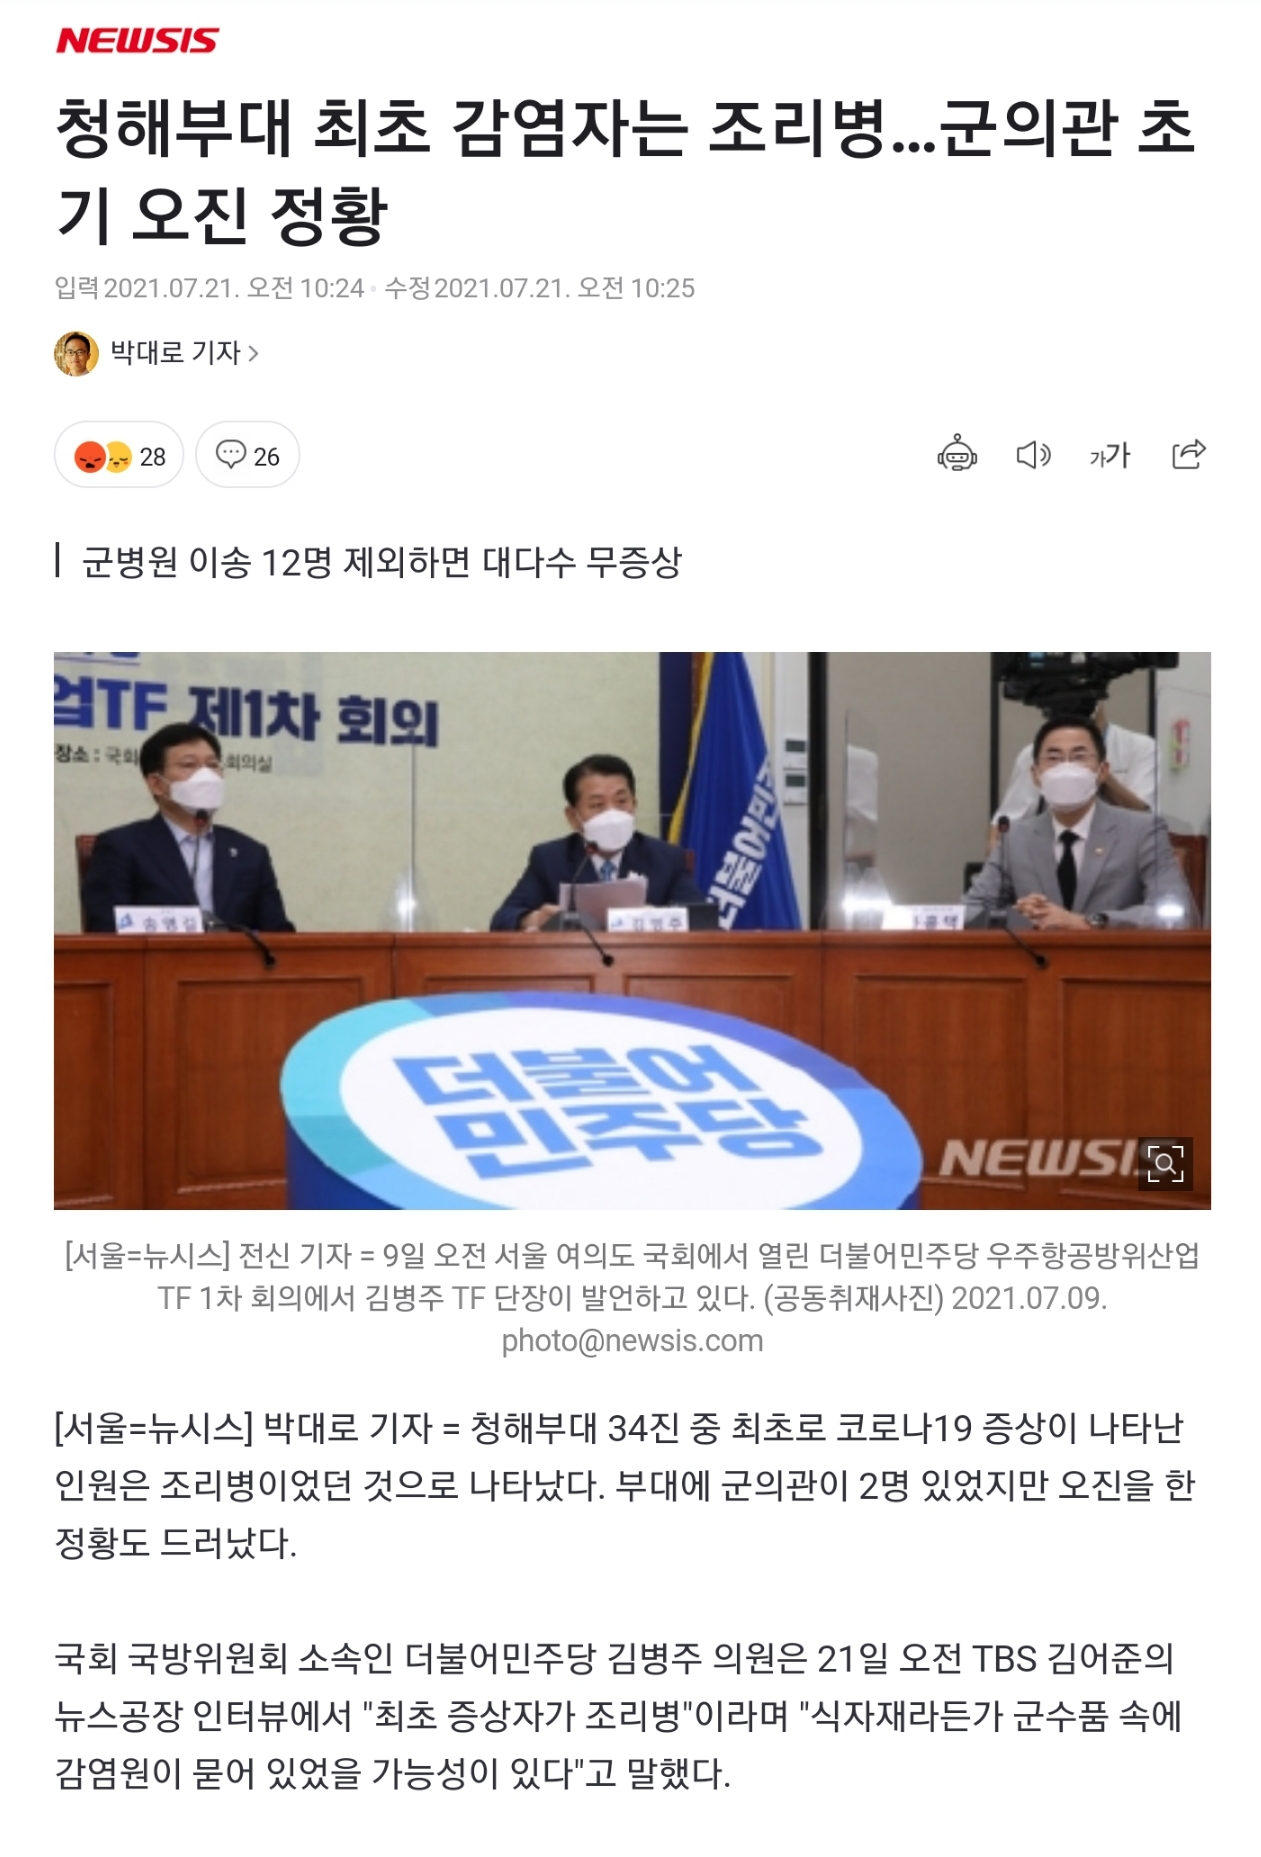 NEWSIS
청해부대 최초 감염자는 조리병...군의관 초
기 오진 정황
입력 2021.07.21. 오전 10:24 · 수정 2021.07.21. 오전 10:25
박대로 기자 >
28
26
가가
군병원 이송 12명 제외하면 대다수 무증상
업TF 제1차 회의
장소 : 국회 회의실
송영길
김병주
더불어민주
더불어
민주당
NEWSIS
[서울=뉴시스] 전신 기자 = 9일 오전 서울 여의도 국회에서 열린 더불어민주당 우주항공방위산업
TF 1차 회의에서 김병주 TF 단장이 발언하고 있다. (공동취재사진) 2021.07.09.
photo@newsis.com
[서울=뉴시스] 박대로 기자 = 청해부대 34진 중 최초로 코로나19 증상이 나타난
인원은 조리병이었던 것으로 나타났다. 부대에 군의관이 2명 있었지만 오진을 한
정황도 드러났다.
국회 국방위원회 소속인 더불어민주당 김병주 의원은 21일 오전 TBS 김어준의
뉴스공장 인터뷰에서 "최초 증상자가 조리병"이라며 "식자재라든가 군수품 속에
감염원이 묻어 있었을 가능성이 있다"고 말했다.